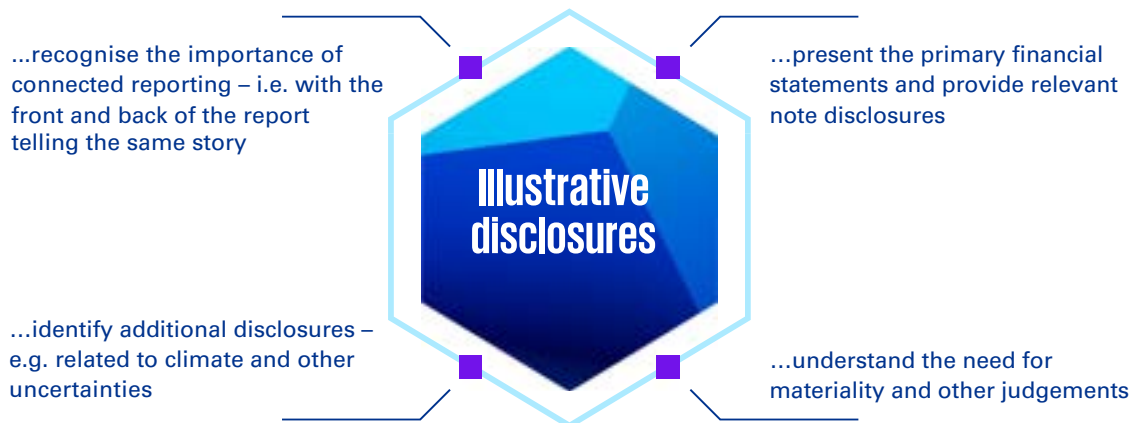 ...recognise the importance of
connected reporting – i.e. with the
front and back of the report
telling the same story
…present the primary financial
statements and provide relevant
note disclosures
Illustrative
disclosures
…identify additional disclosures –
e.g. related to climate and other
uncertainties
…understand the need for
materiality and other judgements